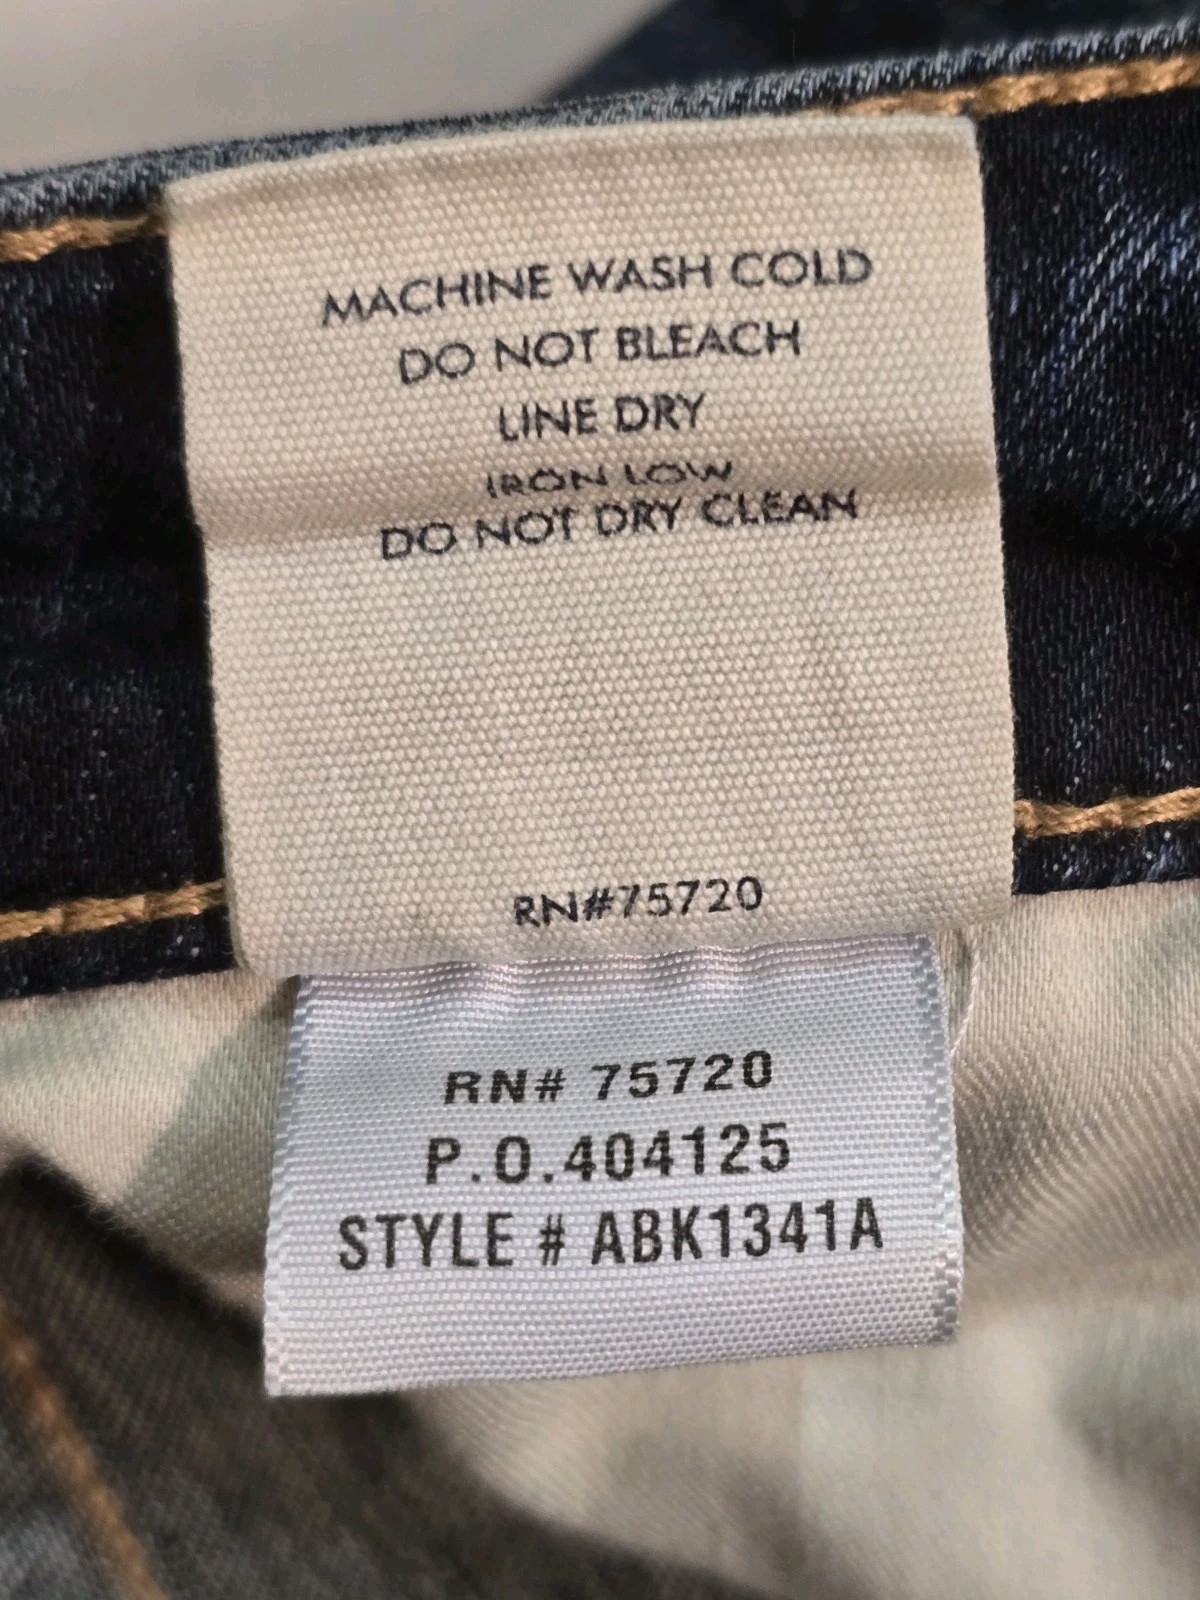 MACHINE WASH COLD
DO NOT BLEACH
LINE DRY
IRON LOW
DO NOT DRY CLEAN
RN#75720
RN# 75720
P.O.404125
STYLE # ABK1341A